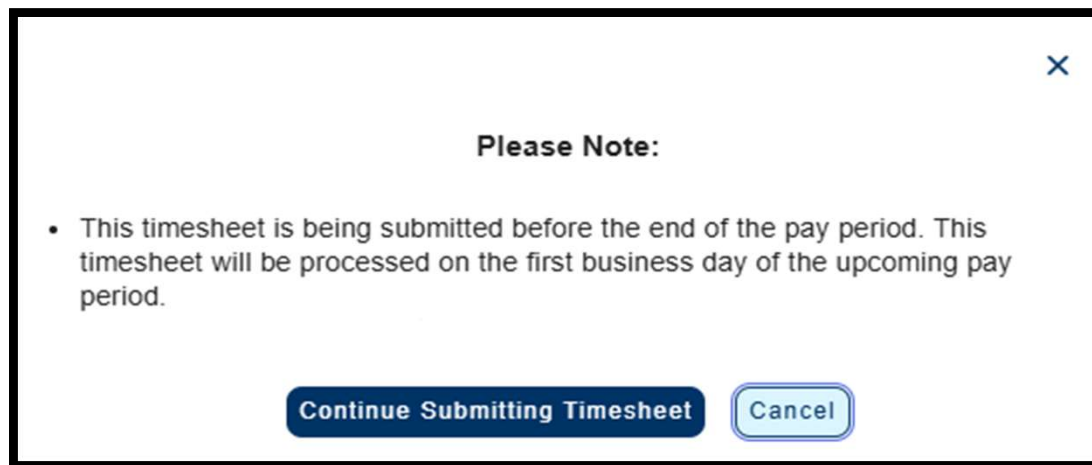 Please Note:
• This timesheet is being submitted before the end of the pay period. This
timesheet will be processed on the first business day of the upcoming pay
period.
Continue Submitting Timesheet
Cancel